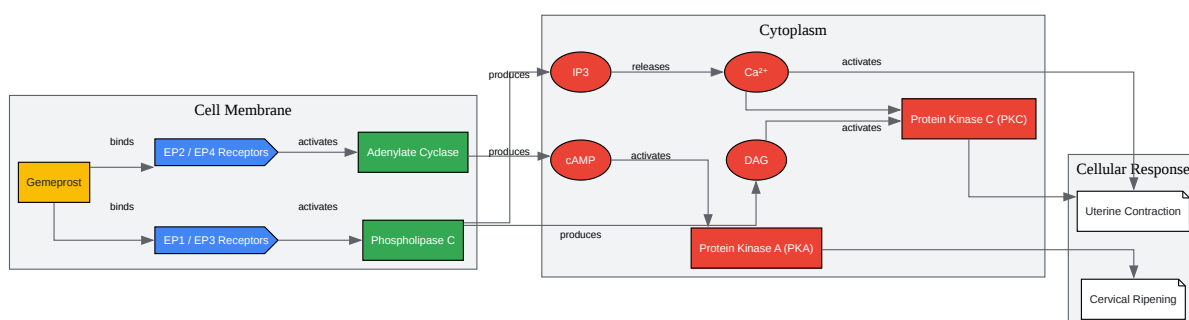 Cell Membrane
binds
EP2 / EP4 Receptors
activates
Adenylate Cyclase
Gemeprost
binds
EP1 / EP3 Receptors
activates
Phospholipase C
produces
produces
produces
Cytoplasm
IP3
releases
Ca²⁺
activates
Protein Kinase C (PKC)
activates
cAMP
activates
DAG
Protein Kinase A (PKA)
Cellular Response
Uterine Contraction
Cervical Ripening